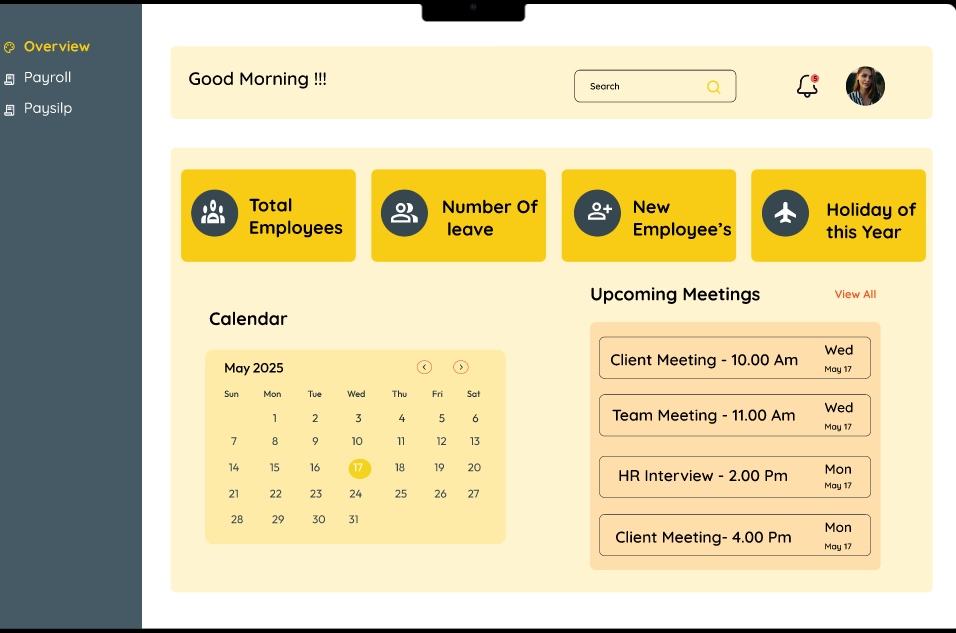 Overview
Payroll
Paysilp
Good Morning !!!
Search
5
Total
Employees
Number Of
leave
New
Employee's
Holiday of
this Year
Calendar
May 2025
Sun Mon Tue Wed Thu Fri Sat
1 2 3 4 5 6
7 8 9 10 11 12 13
14 15 16 17 18 19 20
21 22 23 24 25 26 27
28 29 30 31
Upcoming Meetings
View All
Client Meeting - 10.00 Am
Wed
May 17
Team Meeting - 11.00 Am
Wed
May 17
HR Interview - 2.00 Pm
Mon
May 17
Client Meeting- 4.00 Pm
Mon
May 17